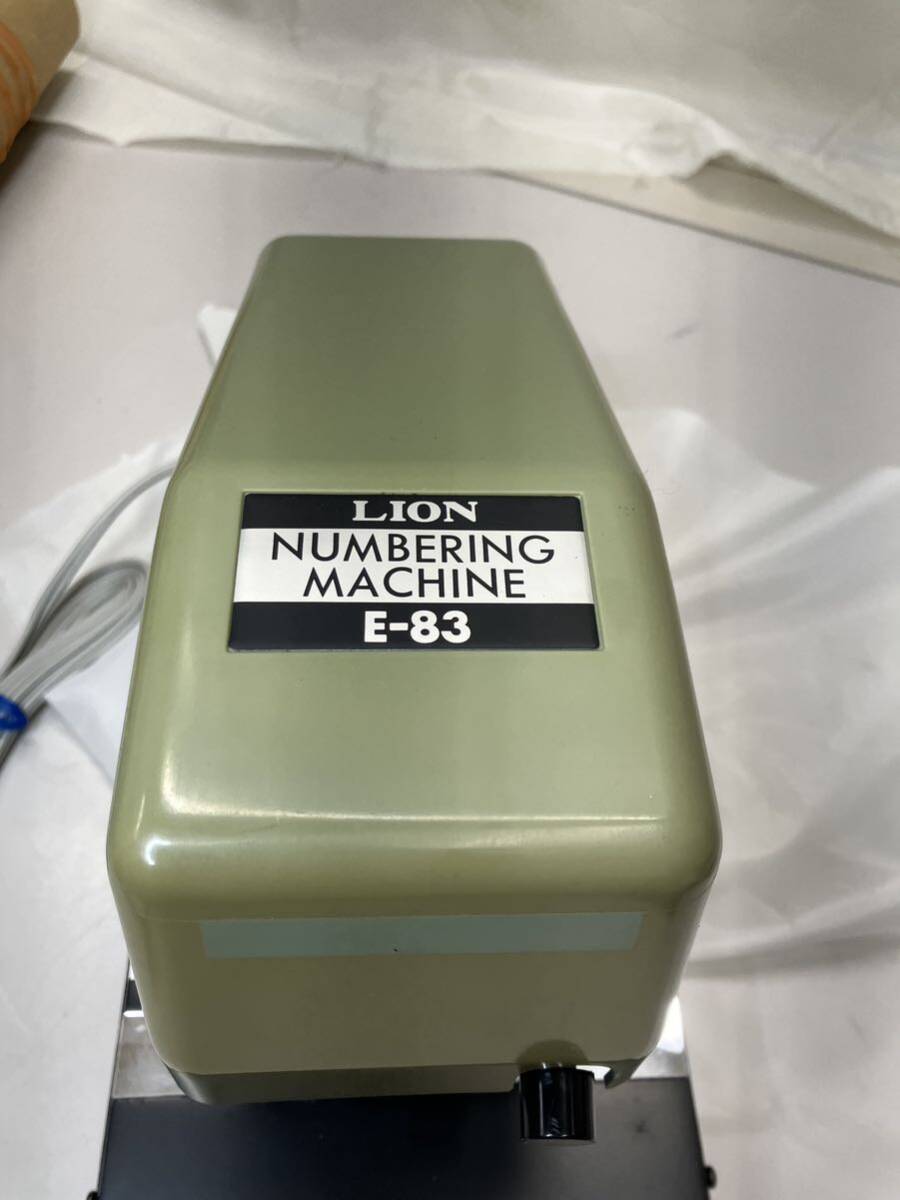 LION
NUMBERING
MACHINE
E-83